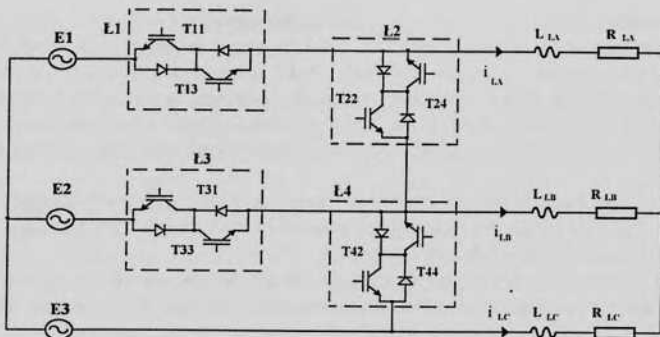 Ł1
T11
Ł2
L LA
R LA
E1
i LA
T13
T22
T24
Ł3
T31
Ł4
L LB
R LB
E2
i LB
T33
T42
T44
E3
i LC
L LC
R LC